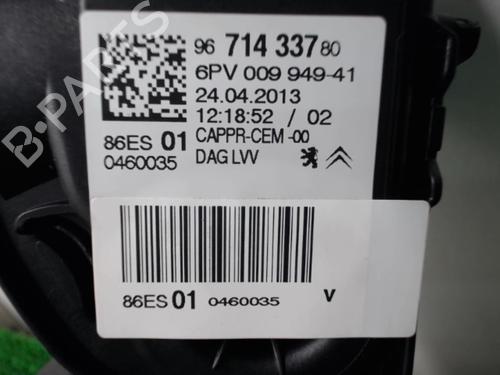 96 714 337 80
6PV 009 949-41
24.04.2013
12:18:52 / 02
86ES 01 CAPPR-CEM -00
0460035 DAG LVV
86ES 01 0460035 V
B-PARTS